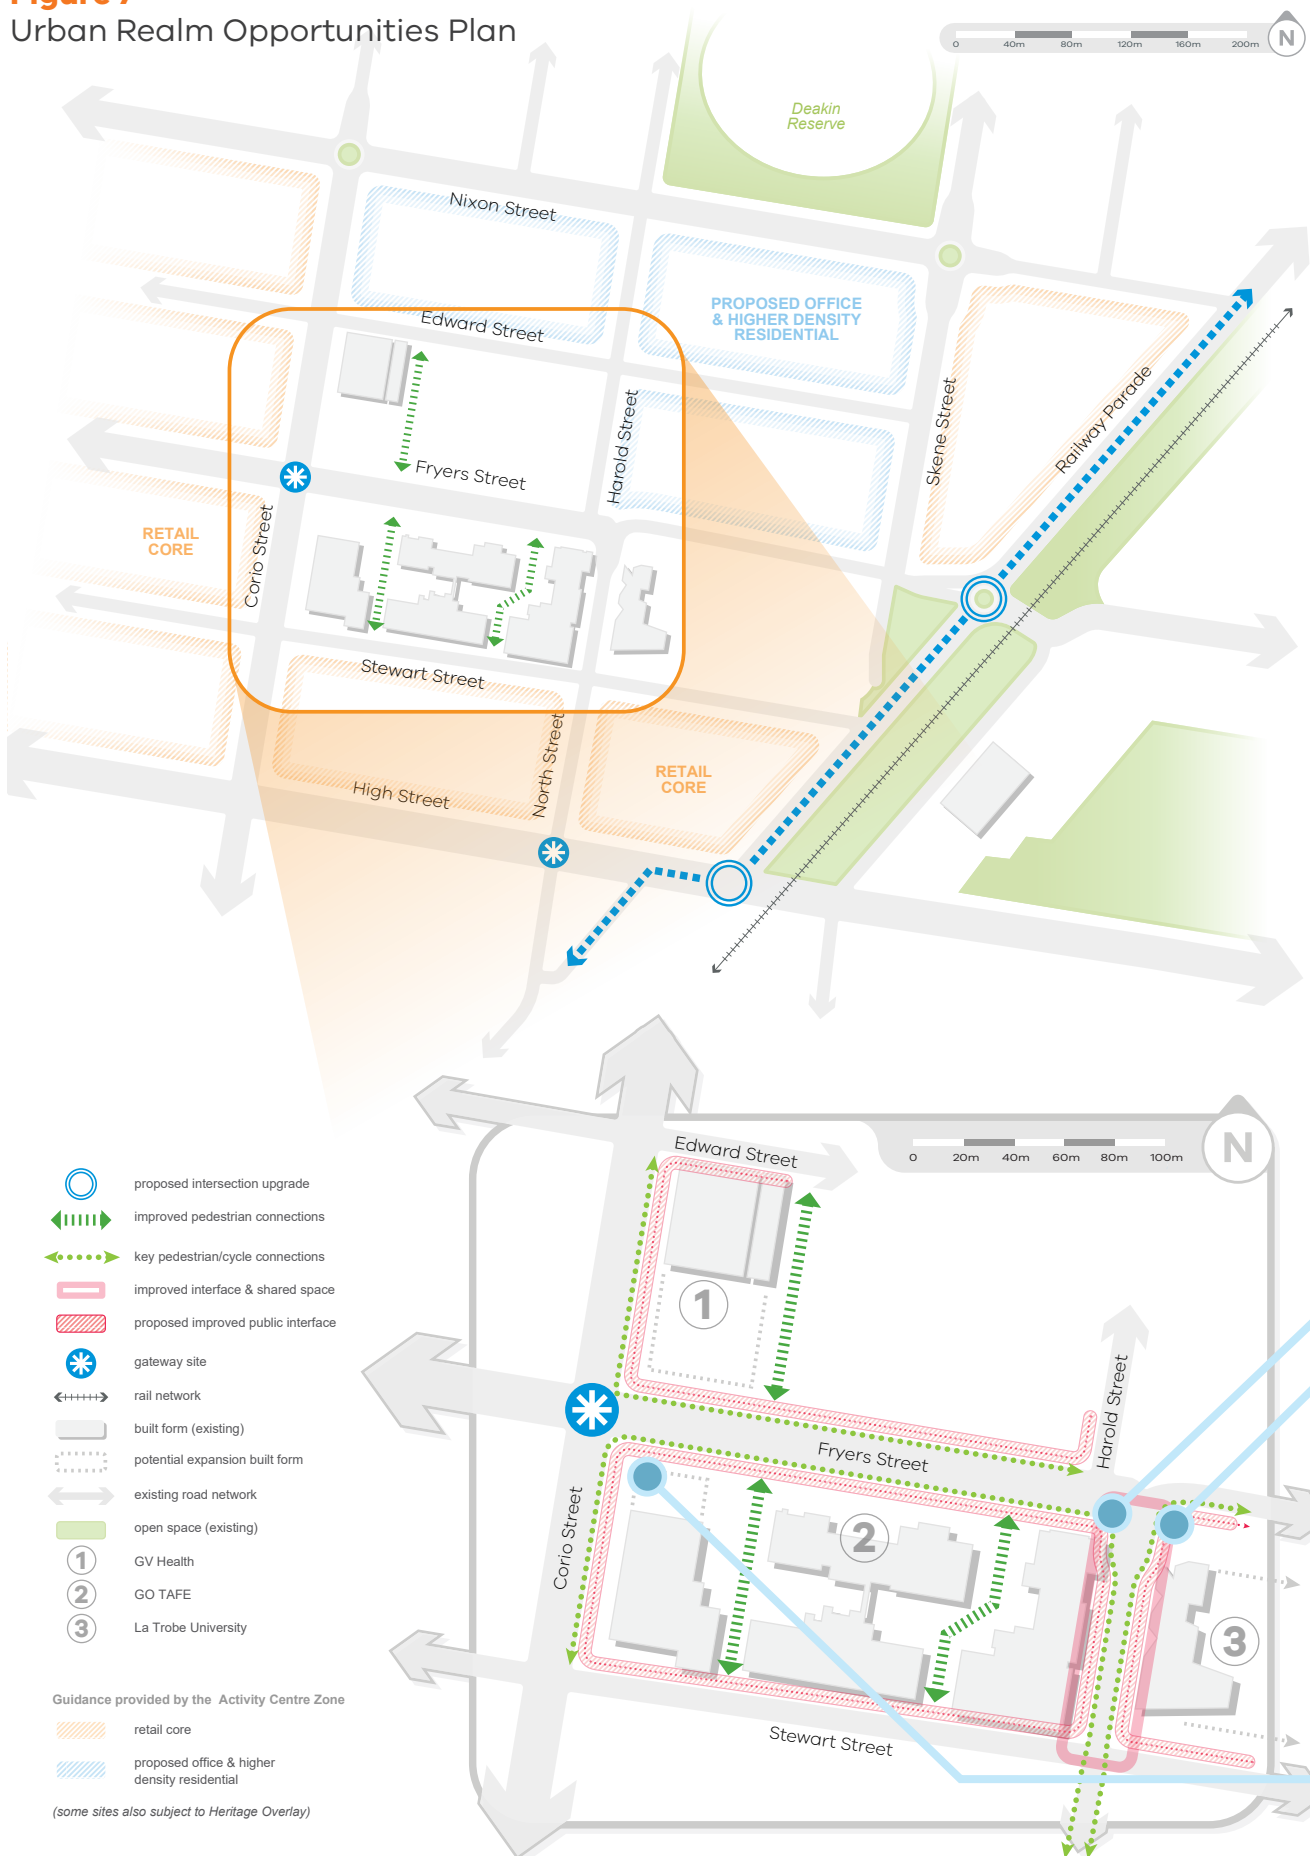 Figure 7
Urban Realm Opportunities Plan
0 40m 80m 120m 160m 200m
N
Deakin
Reserve
Nixon Street
PROPOSED OFFICE
& HIGHER DENSITY
RESIDENTIAL
Edward Street
Harold Street
Skene Street
Railway Parade
Fryers Street
RETAIL
CORE
Corio Street
Stewart Street
North Street
RETAIL
CORE
High Street
Edward Street
0 20m 40m 60m 80m 100m
N
1
Harold Street
Fryers Street
Corio Street
2
3
Stewart Street
proposed intersection upgrade
improved pedestrian connections
key pedestrian/cycle connections
improved interface & shared space
proposed improved public interface
gateway site
rail network
built form (existing)
potential expansion built form
existing road network
open space (existing)
1 GV Health
2 GO TAFE
3 La Trobe University
Guidance provided by the Activity Centre Zone
retail core
proposed office & higher
density residential
(some sites also subject to Heritage Overlay)